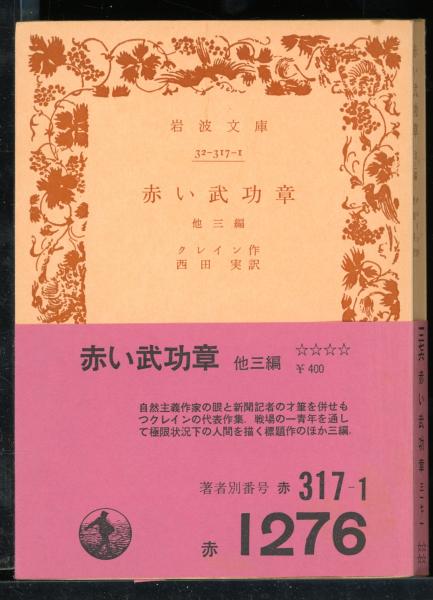 岩波文庫
32-317-1
赤い武功章
他三編
クレイン作
西田 実訳
赤い武功章 他三編 ☆☆☆☆
¥400
自然主義作家の眼と新聞記者の才筆を併せも
つクレインの代表作集. 戦場の一青年を通し
て極限状況下の人間を描く標題作のほか三編.
著者別番号 赤 317-1
赤 1276